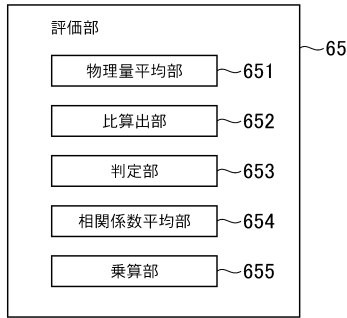 評価部
65
物理量平均部 651
比算出部 652
判定部 653
相関係数平均部 654
乗算部 655